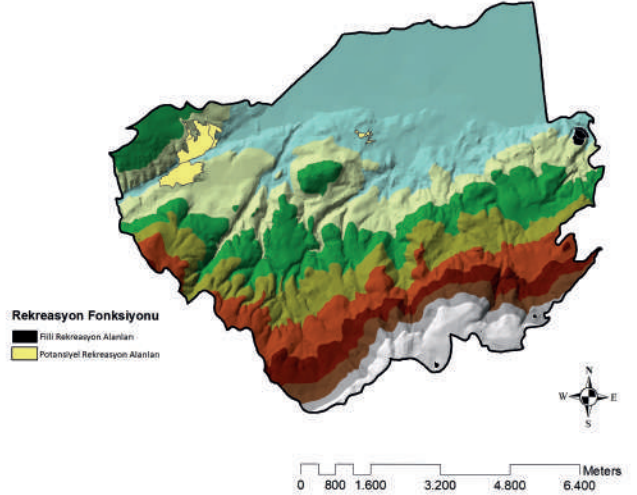 Rekreasyon Fonksiyonu
Fiili Rekreasyon Alanları
Potansiyel Rekreasyon Alanları
N
W E
S
Meters
0 800 1.600 3.200 4.800 6.400